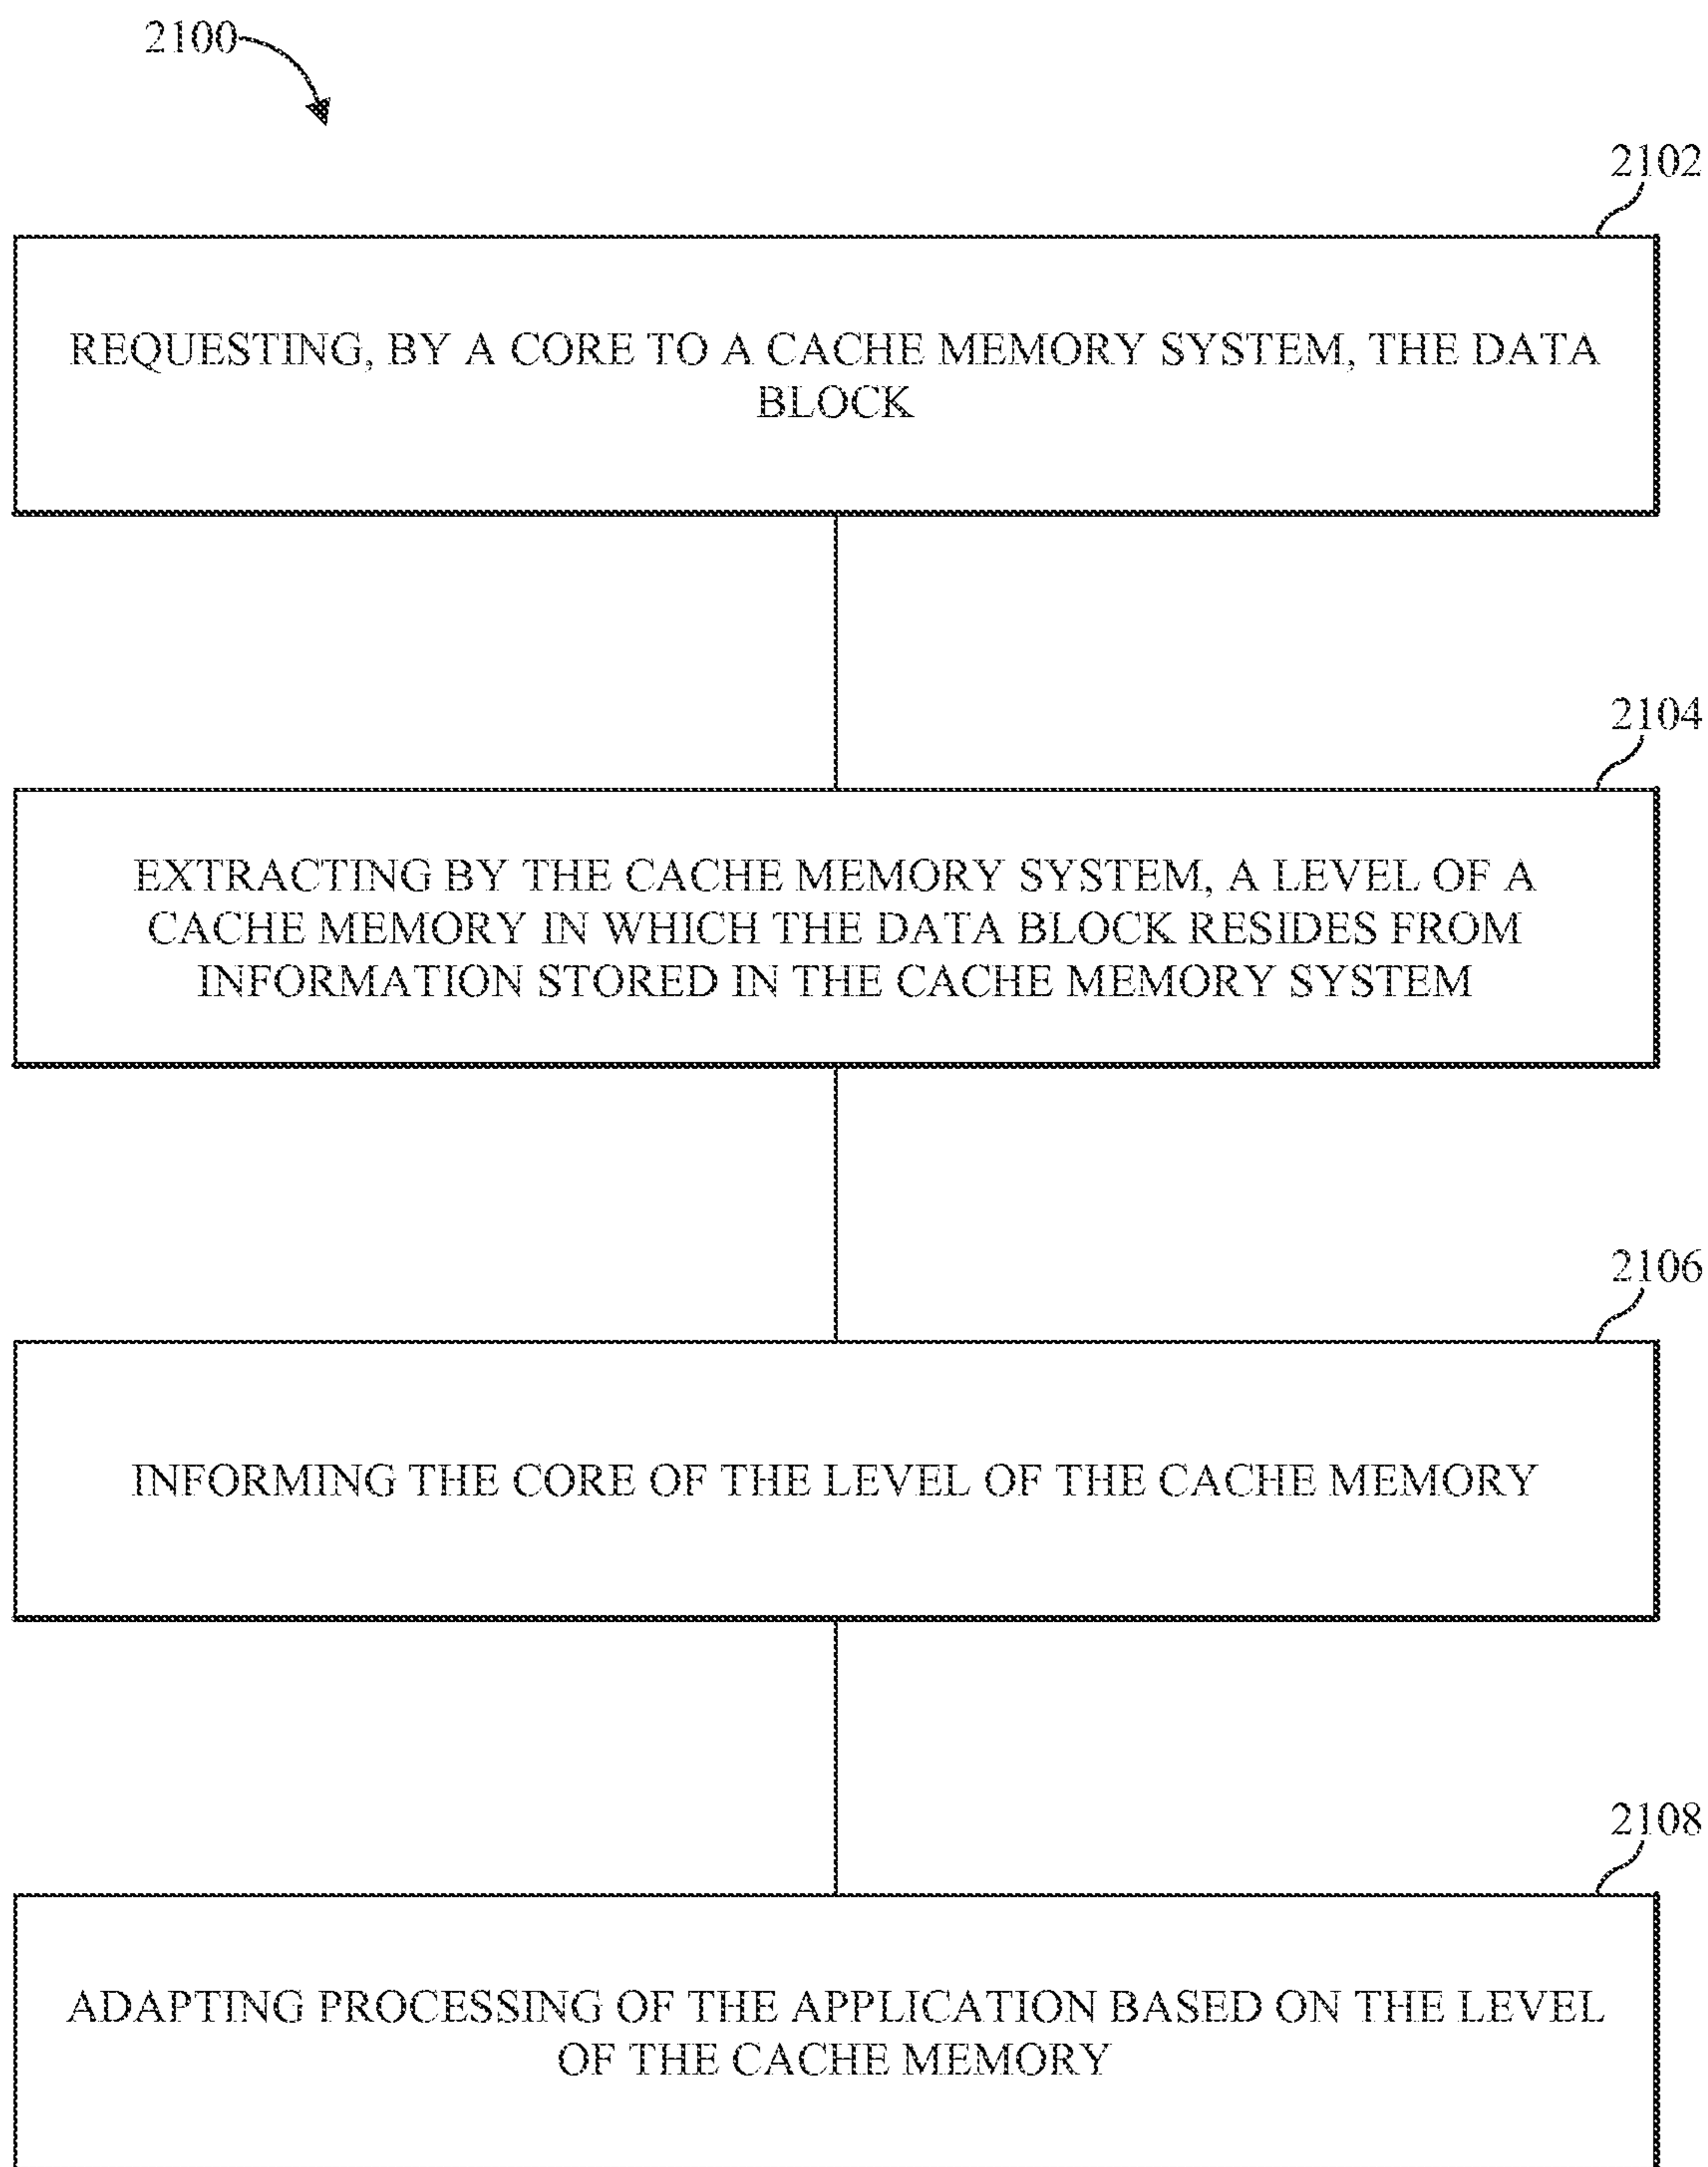 2100
2102
REQUESTING, BY A CORE TO A CACHE MEMORY SYSTEM, THE DATA
BLOCK
2104
EXTRACTING BY THE CACHE MEMORY SYSTEM, A LEVEL OF A
CACHE MEMORY IN WHICH THE DATA BLOCK RESIDES FROM
INFORMATION STORED IN THE CACHE MEMORY SYSTEM
2106
INFORMING THE CORE OF THE LEVEL OF THE CACHE MEMORY
2108
ADAPTING PROCESSING OF THE APPLICATION BASED ON THE LEVEL
OF THE CACHE MEMORY